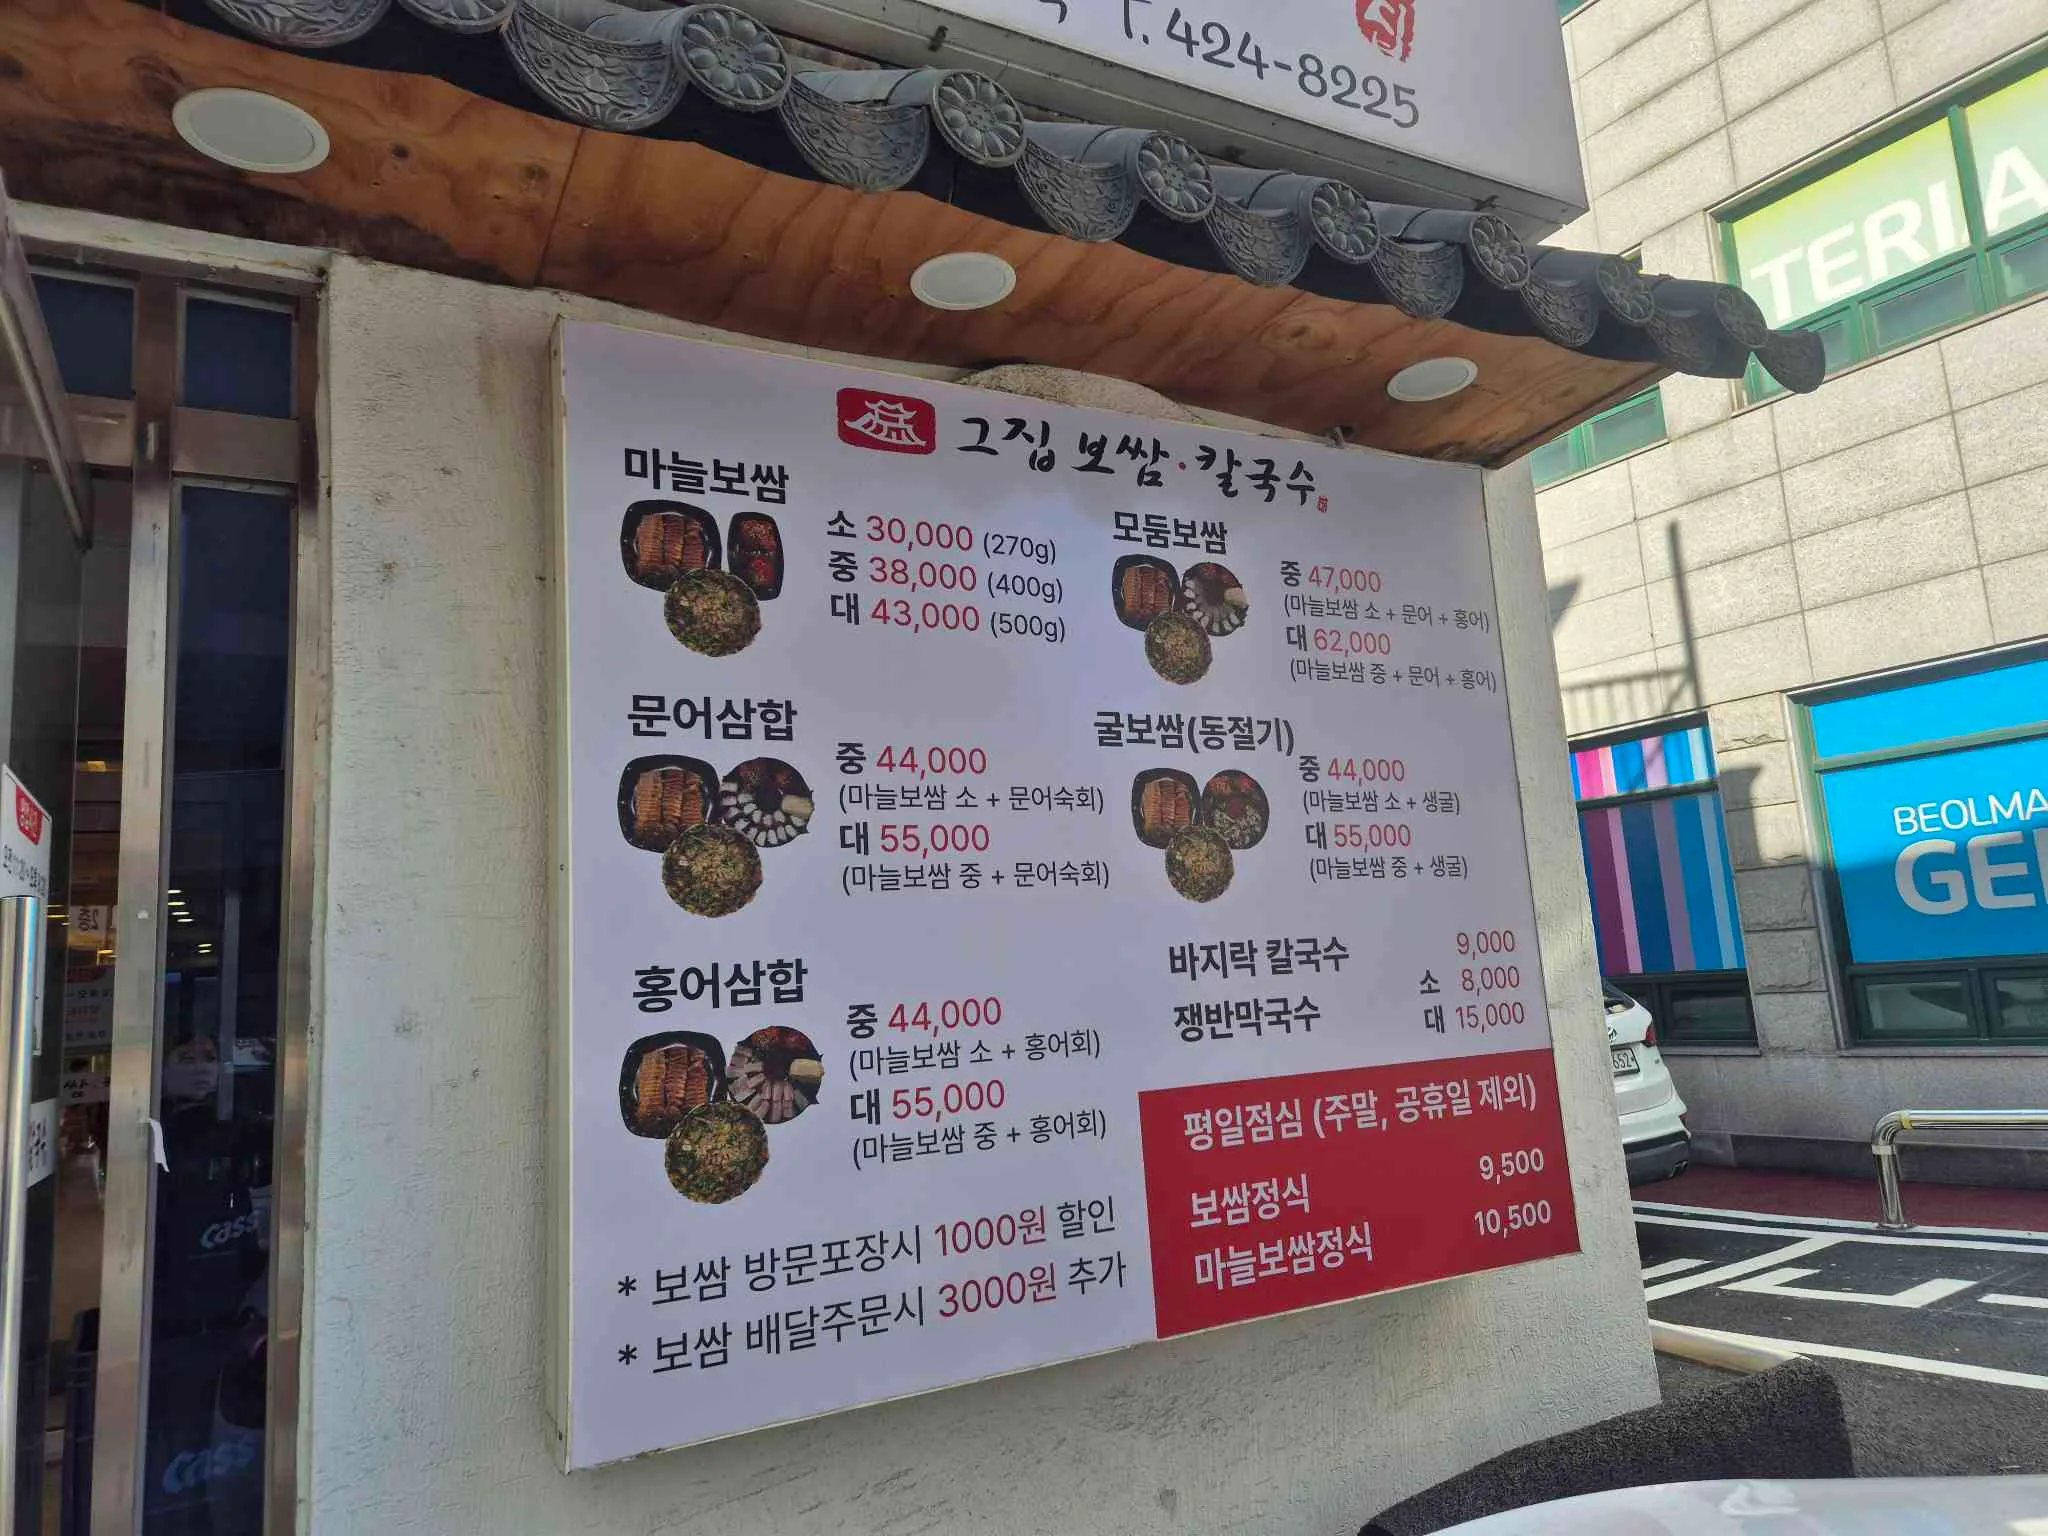 T. 424-8225
그집 보쌈·칼국수
마늘보쌈
소 30,000 (270g)
중 38,000 (400g)
대 43,000 (500g)
모둠보쌈
중 47,000
(마늘보쌈 소 + 문어 + 홍어)
대 62,000
(마늘보쌈 중 + 문어 + 홍어)
문어삼합
중 44,000
(마늘보쌈 소 + 문어숙회)
대 55,000
(마늘보쌈 중 + 문어숙회)
굴보쌈(동절기)
중 44,000
(마늘보쌈 소 + 생굴)
대 55,000
(마늘보쌈 중 + 생굴)
홍어삼합
중 44,000
(마늘보쌈 소 + 홍어회)
대 55,000
(마늘보쌈 중 + 홍어회)
바지락 칼국수 9,000
쟁반막국수 소 8,000
대 15,000
평일점심 (주말, 공휴일 제외)
보쌈정식 9,500
마늘보쌈정식 10,500
* 보쌈 방문포장시 1000원 할인
* 보쌈 배달주문시 3000원 추가
TERIA
BEOLMA
GE
cass
cass